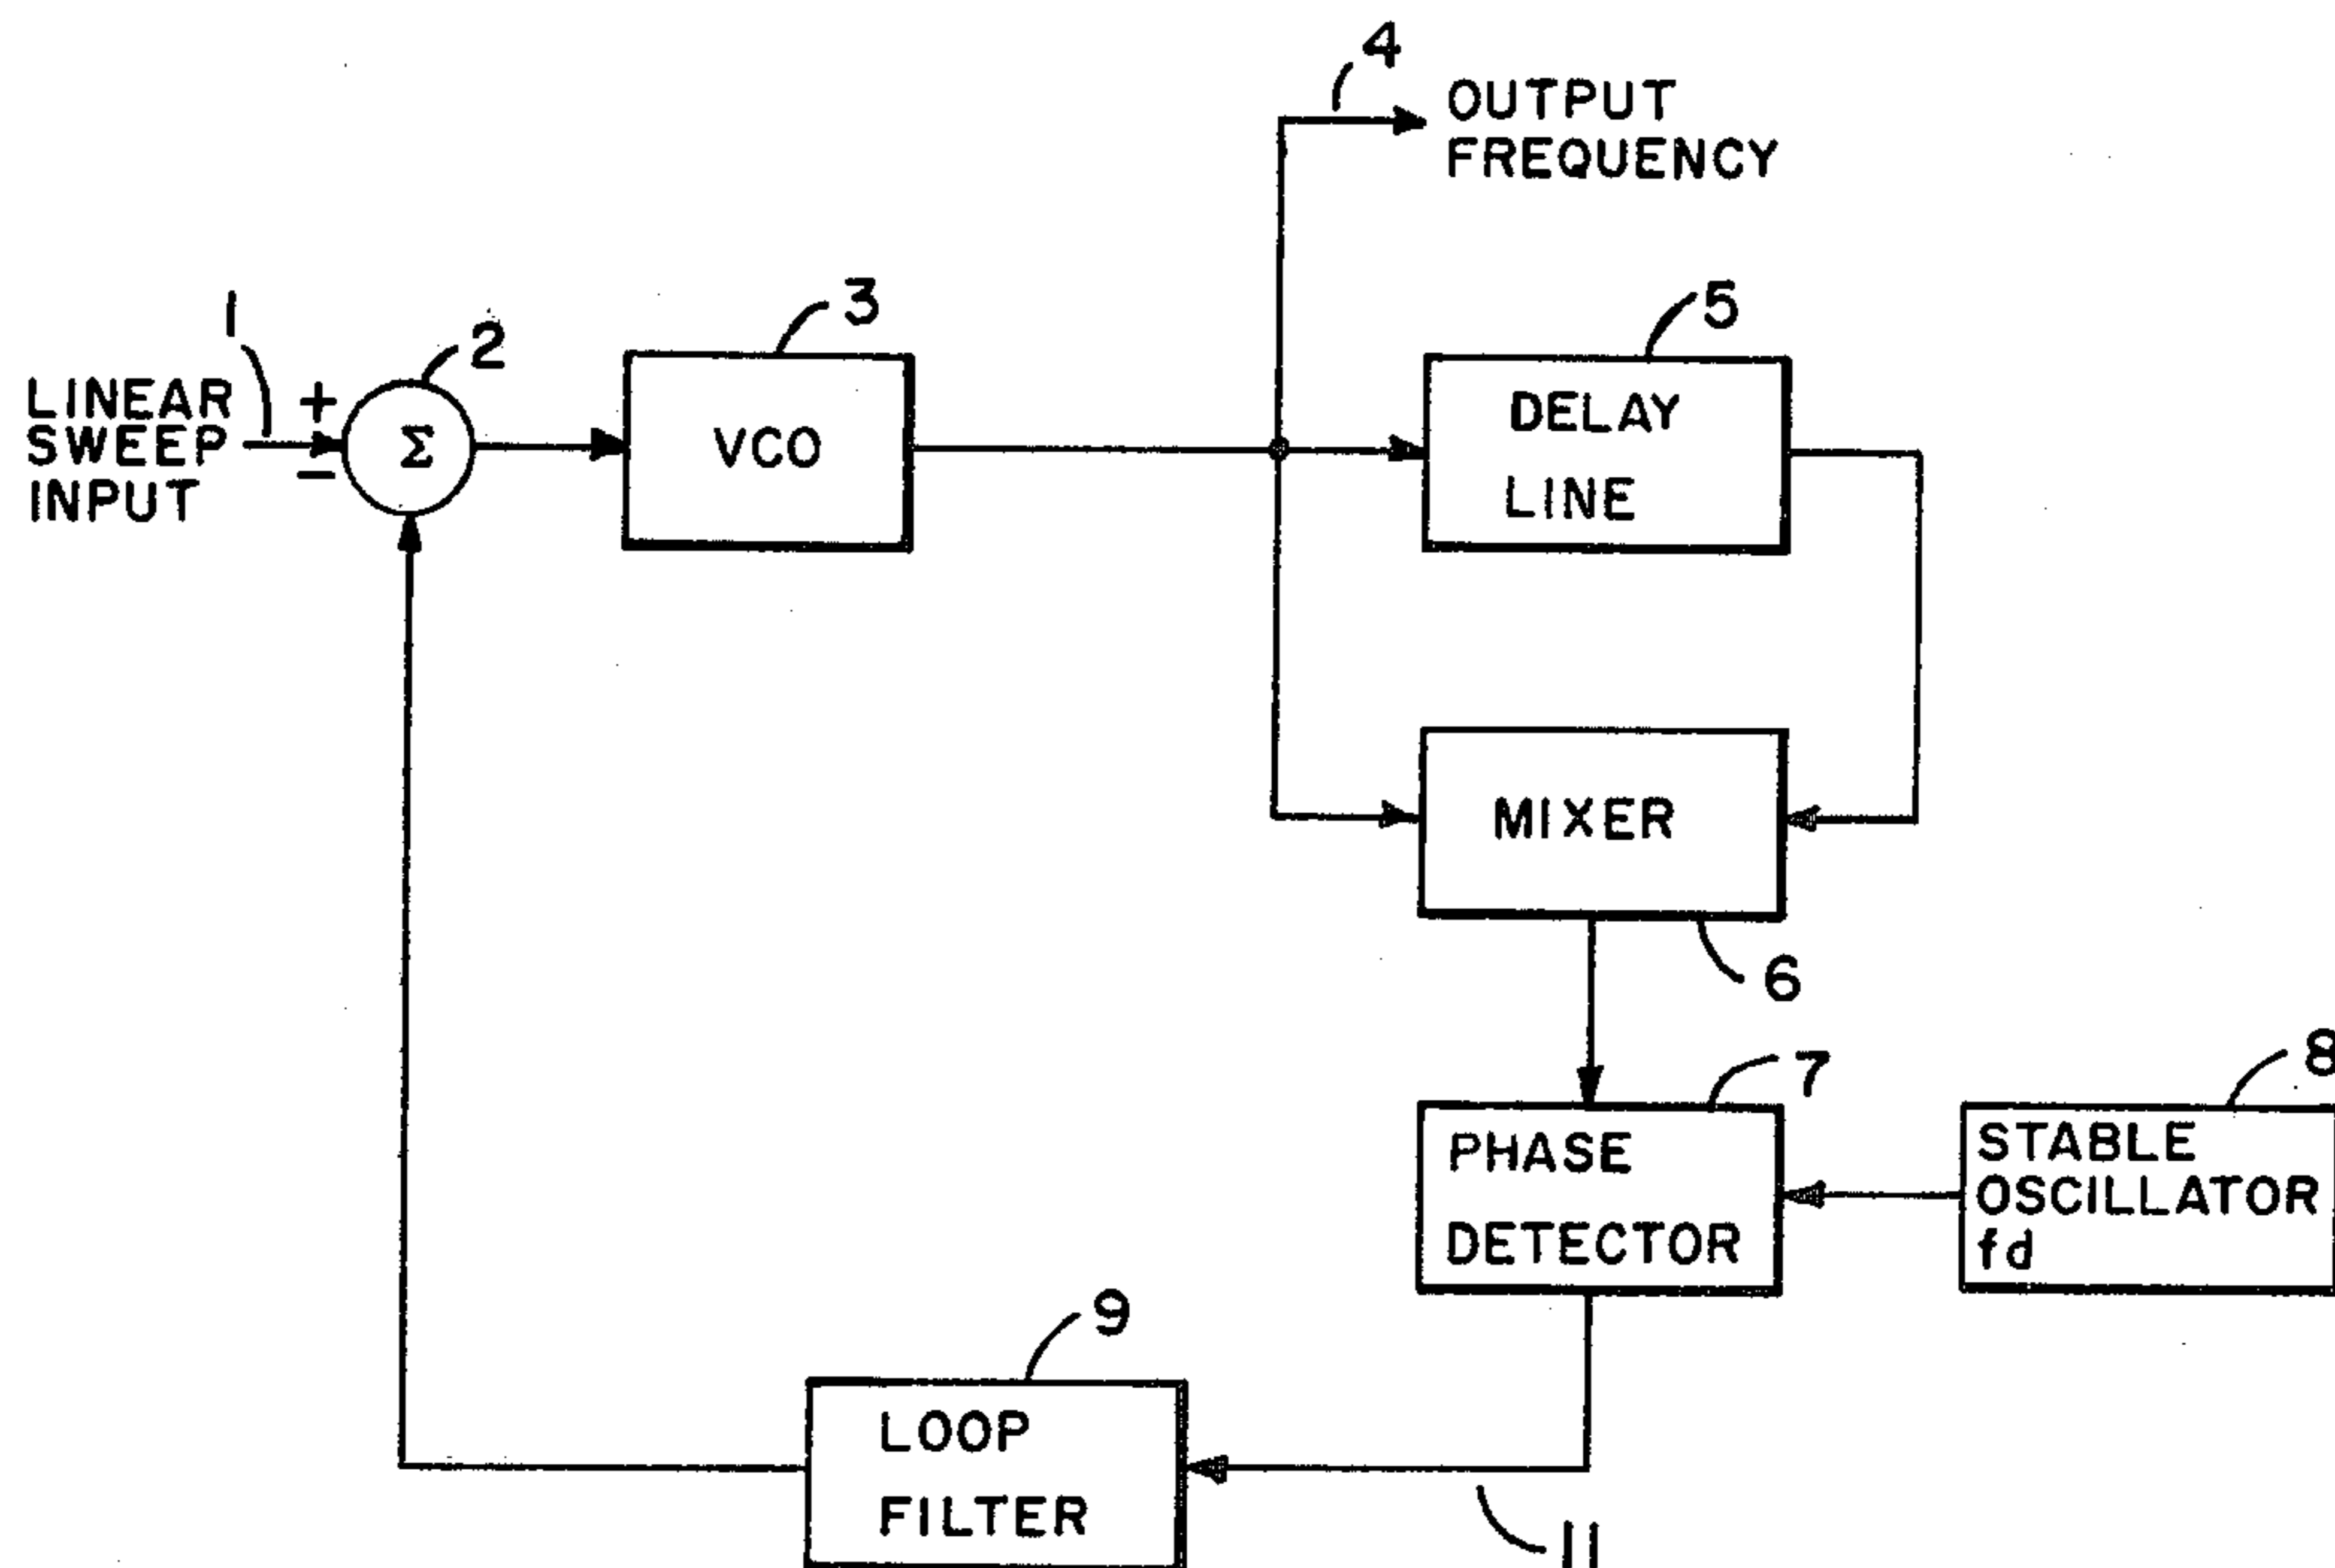 4
OUTPUT
FREQUENCY
1
2
3
5
LINEAR
SWEEP
INPUT
+
−
Σ
VCO
DELAY
LINE
MIXER
6
7
8
PHASE
DETECTOR
STABLE
OSCILLATOR
fd
9
LOOP
FILTER
11